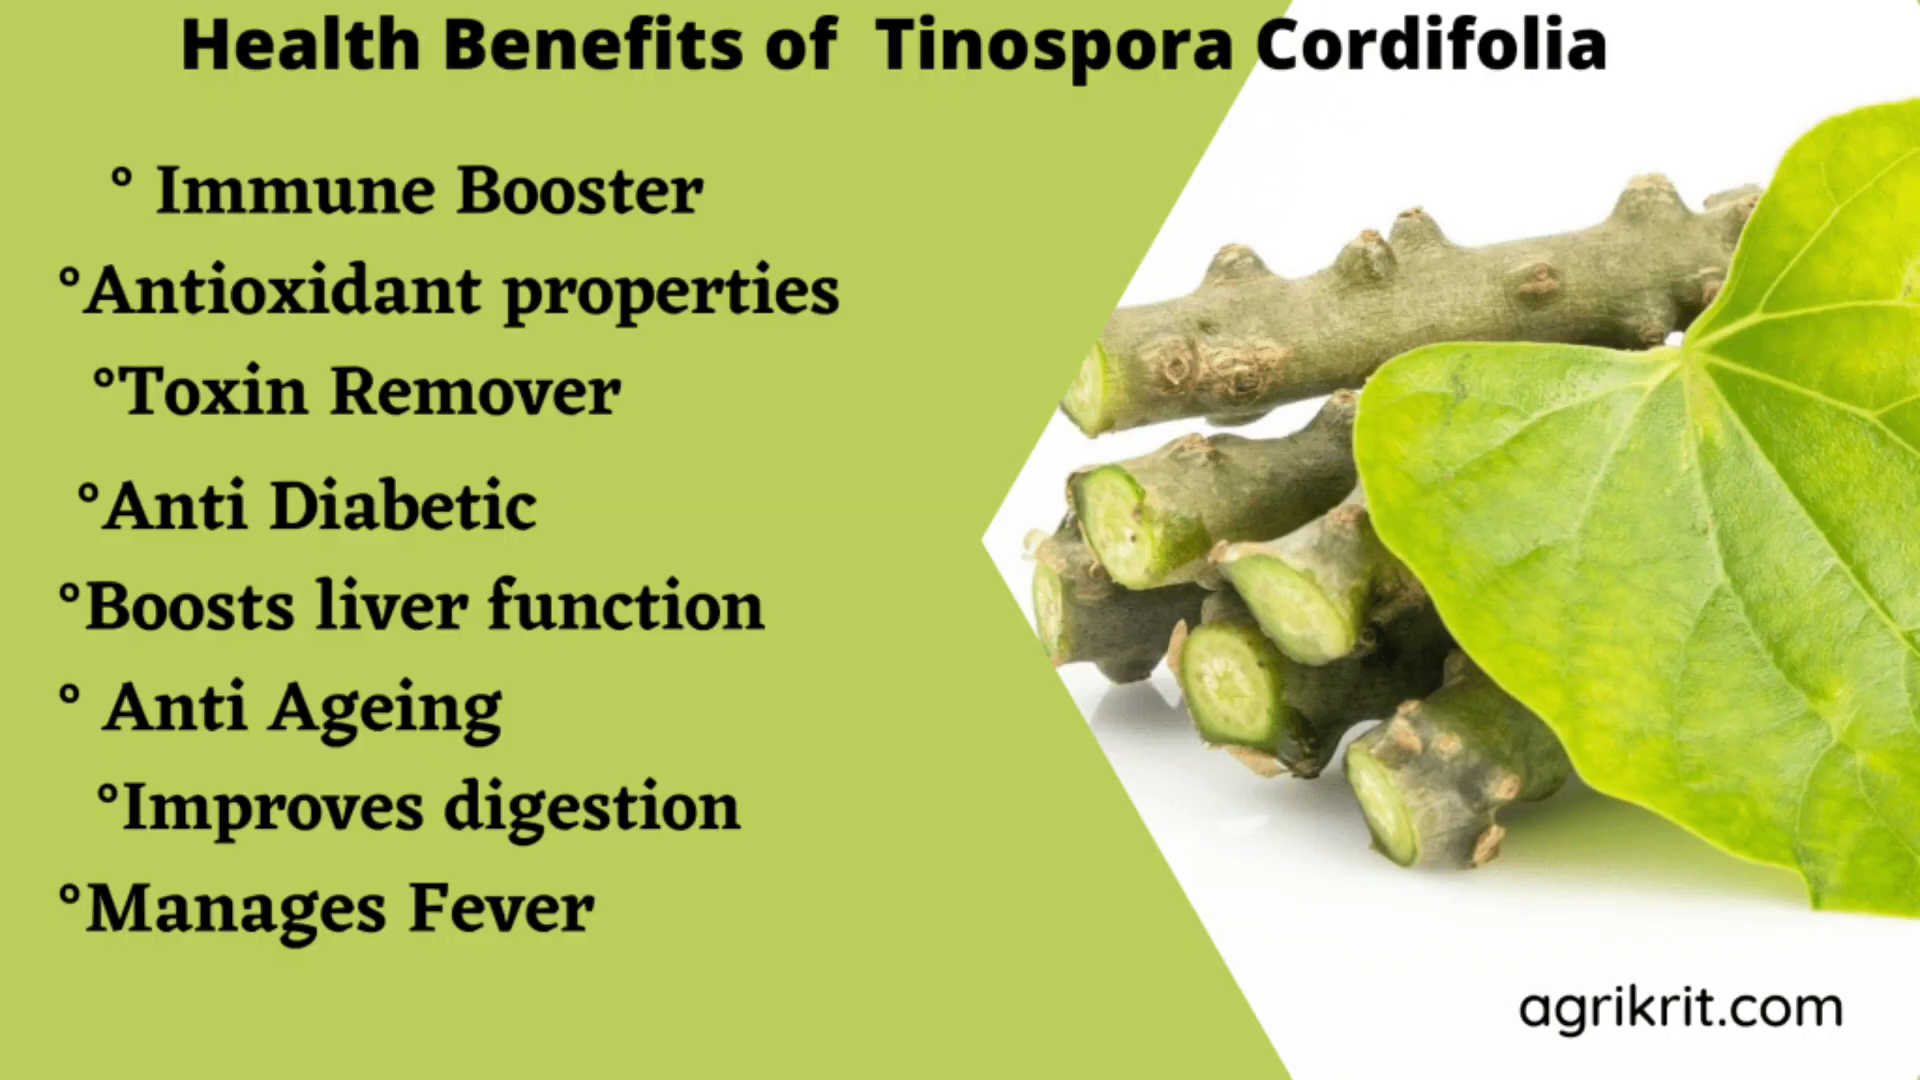 Health Benefits of Tinospora Cordifolia
° Immune Booster
°Antioxidant properties
°Toxin Remover
°Anti Diabetic
°Boosts liver function
° Anti Ageing
°Improves digestion
°Manages Fever
agrikrit.com